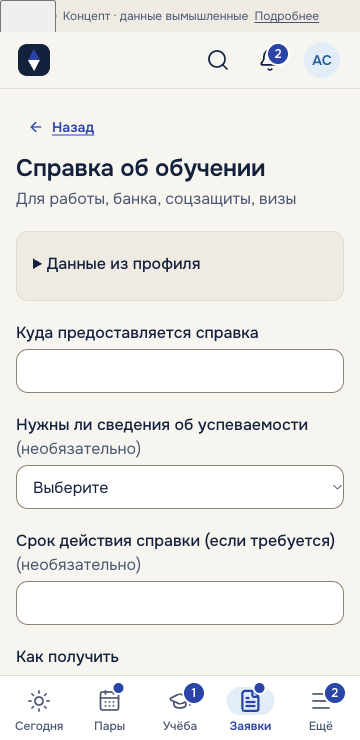 Концепт · данные вымышленные Подробнее
2
АС
← Назад
Справка об обучении
Для работы, банка, соцзащиты, визы
▶ Данные из профиля
Куда предоставляется справка
Нужны ли сведения об успеваемости
(необязательно)
Выберите
Срок действия справки (если требуется)
(необязательно)
Как получить
1
2
Сегодня
Пары
Учёба
Заявки
Ещё